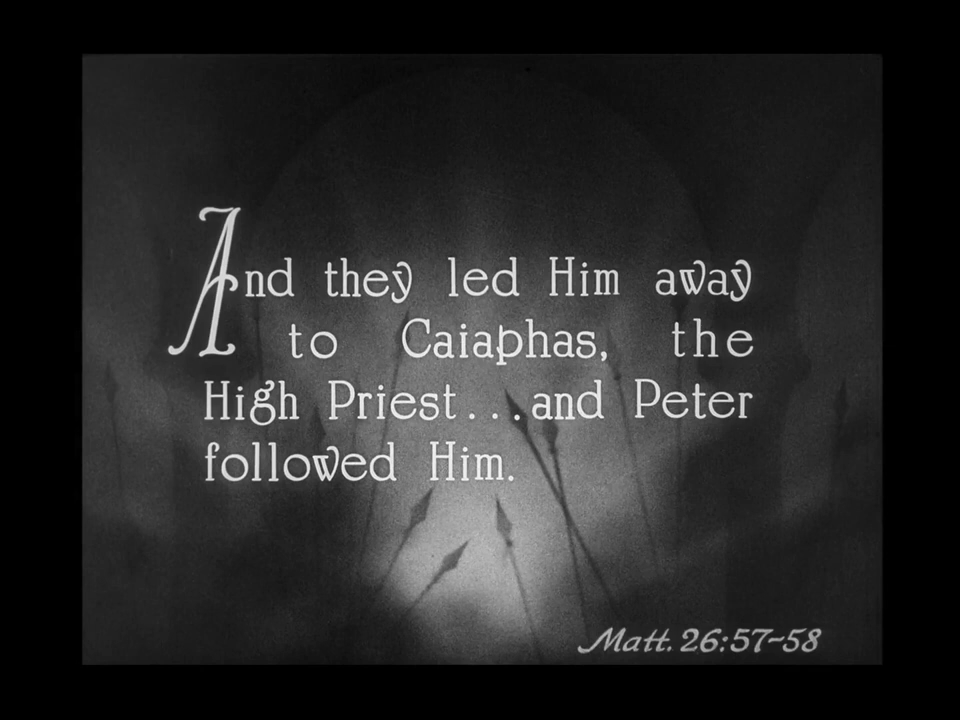 And they led Him away
to Caiaphas, the
High Priest...and Peter
followed Him.
Matt. 26:57-58